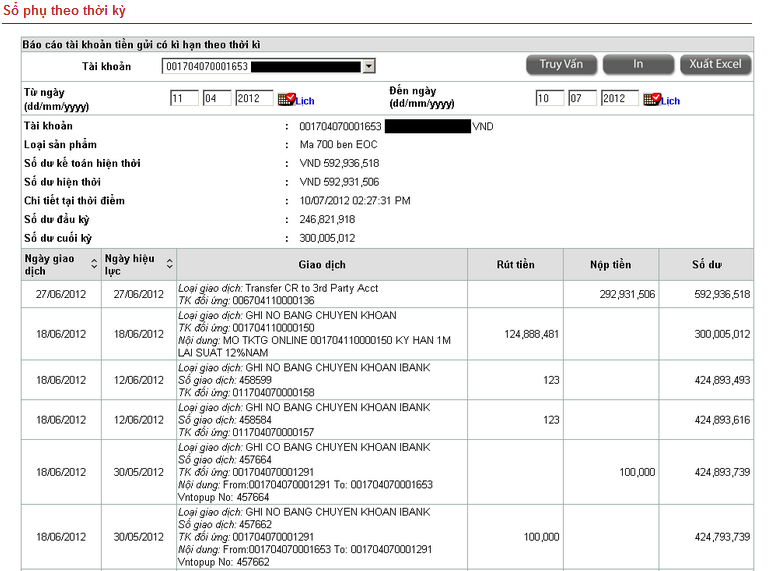 Sổ phụ theo thời kỳ
Báo cáo tài khoản tiền gửi có kì hạn theo thời kì
Tài khoản 001704070001653 Truy Vấn In Xuất Excel
Từ ngày (dd/mm/yyyy) 11 04 2012 Lịch Đến ngày (dd/mm/yyyy) 10 07 2012 Lịch
Tài khoản : 001704070001653 VND
Loại sản phẩm : Ma 700 ben EOC
Số dư kế toán hiện thời : VND 592,936,518
Số dư hiện thời : VND 592,931,506
Chi tiết tại thời điểm : 10/07/2012 02:27:31 PM
Số dư đầu kỳ : 246,821,918
Số dư cuối kỳ : 300,005,012
Ngày giao dịch Ngày hiệu lực Giao dịch Rút tiền Nộp tiền Số dư
27/06/2012 27/06/2012 Loại giao dịch: Transfer CR to 3rd Party Acct
TK đối ứng: 006704110000136 292,931,506 592,936,518
18/06/2012 18/06/2012 Loại giao dịch: GHI NO BANG CHUYEN KHOAN
TK đối ứng: 001704110000150
Nội dung: MO TKTG ONLINE 001704110000150 KY HAN 1M
LAI SUAT 12%NAM 124,888,481 300,005,012
18/06/2012 12/06/2012 Loại giao dịch: GHI NO BANG CHUYEN KHOAN IBANK
Số giao dịch: 458599
TK đối ứng: 011704070000158 123 424,893,493
18/06/2012 12/06/2012 Loại giao dịch: GHI NO BANG CHUYEN KHOAN IBANK
Số giao dịch: 458584
TK đối ứng: 011704070000157 123 424,893,616
18/06/2012 30/05/2012 Loại giao dịch: GHI CO BANG CHUYEN KHOAN IBANK
Số giao dịch: 457664
TK đối ứng: 001704070001291
Nội dung: From:001704070001291 To: 001704070001653
Vntopup No: 457664 100,000 424,893,739
18/06/2012 30/05/2012 Loại giao dịch: GHI NO BANG CHUYEN KHOAN IBANK
Số giao dịch: 457662
TK đối ứng: 001704070001291
Nội dung: From:001704070001653 To: 001704070001291
Vntopup No: 457662 100,000 424,793,739